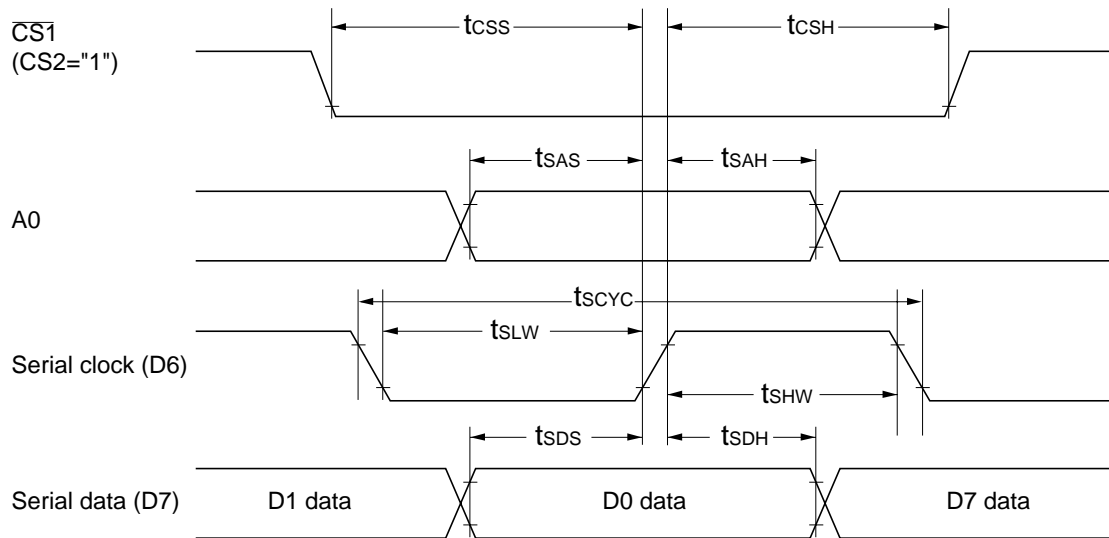 CS1
(CS2="1")
tCSS
tCSH
tSAS
tSAH
A0
tSCYC
tSLW
Serial clock (D6)
tSHW
tSDS
tSDH
Serial data (D7)
D1 data
D0 data
D7 data